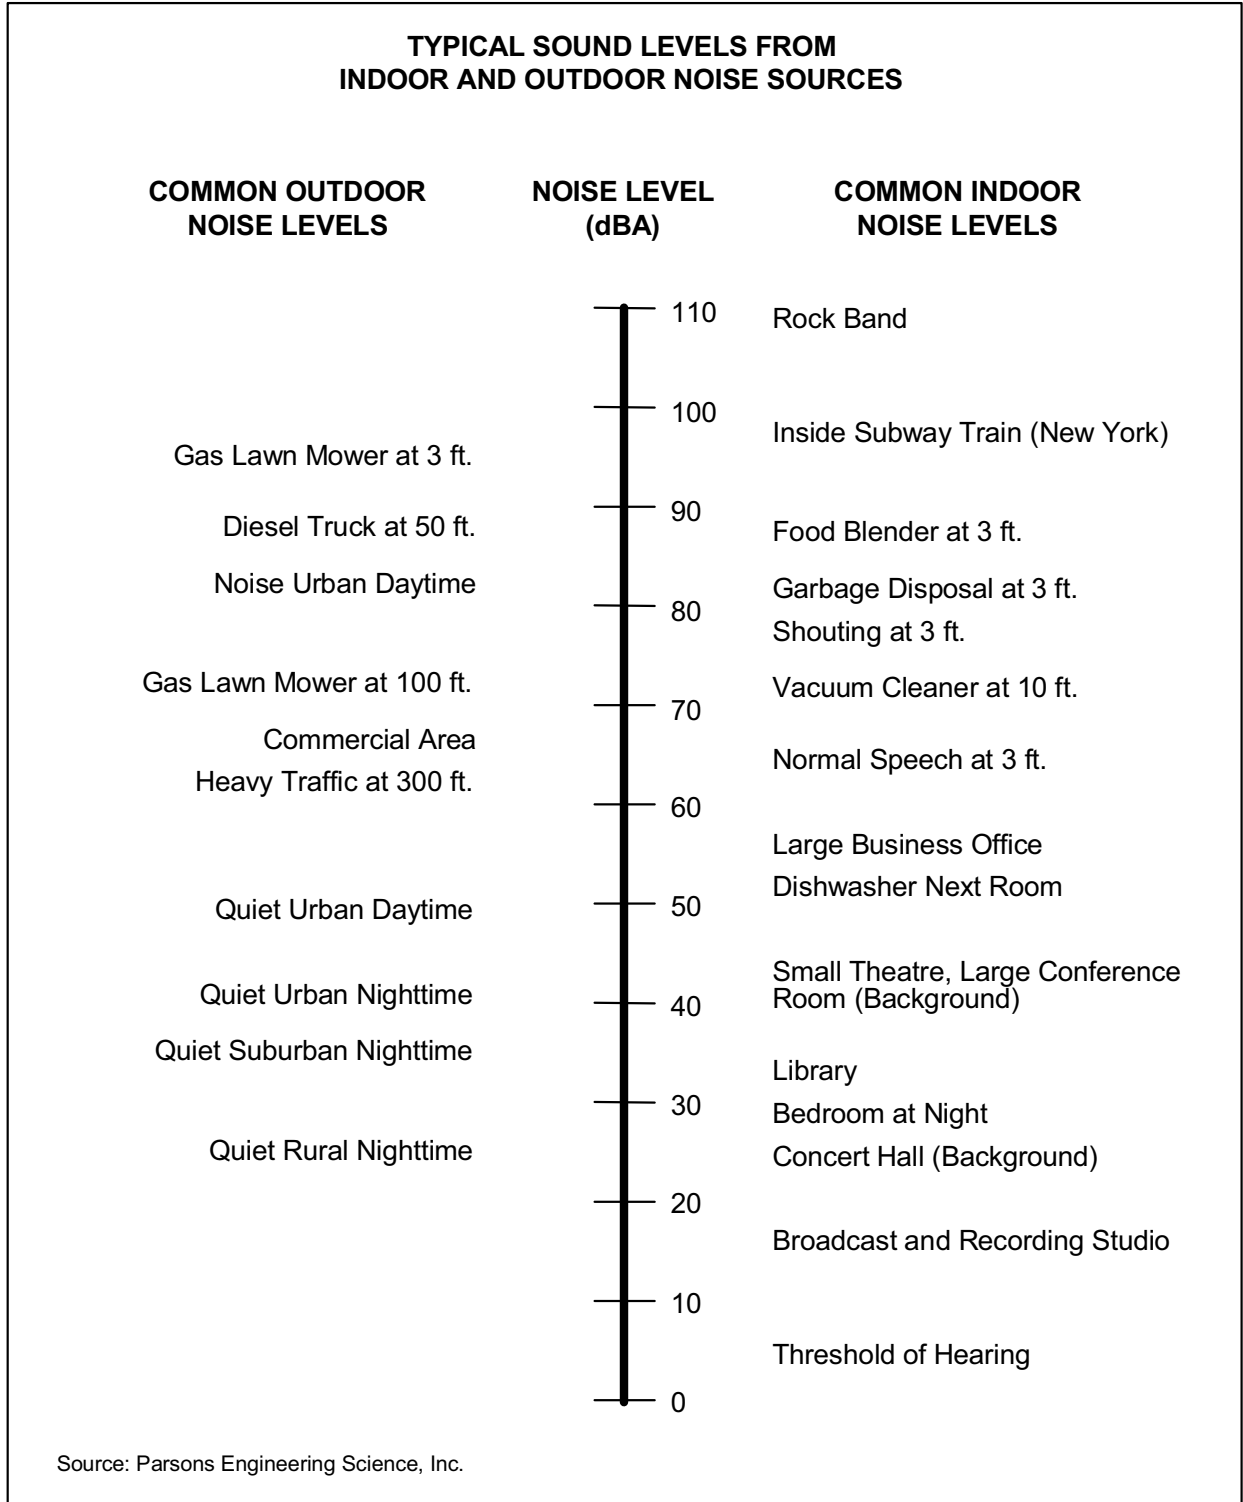 TYPICAL SOUND LEVELS FROM
INDOOR AND OUTDOOR NOISE SOURCES
COMMON OUTDOOR
NOISE LEVELS
NOISE LEVEL
(dBA)
COMMON INDOOR
NOISE LEVELS
110
Rock Band
100
Inside Subway Train (New York)
Gas Lawn Mower at 3 ft.
90
Diesel Truck at 50 ft.
Food Blender at 3 ft.
Noise Urban Daytime
Garbage Disposal at 3 ft.
80
Shouting at 3 ft.
Gas Lawn Mower at 100 ft.
Vacuum Cleaner at 10 ft.
70
Commercial Area
Normal Speech at 3 ft.
Heavy Traffic at 300 ft.
60
Large Business Office
Dishwasher Next Room
Quiet Urban Daytime
50
Small Theatre, Large Conference
Room (Background)
Quiet Urban Nighttime
40
Quiet Suburban Nighttime
Library
30
Bedroom at Night
Quiet Rural Nighttime
Concert Hall (Background)
20
Broadcast and Recording Studio
10
Threshold of Hearing
0
Source: Parsons Engineering Science, Inc.